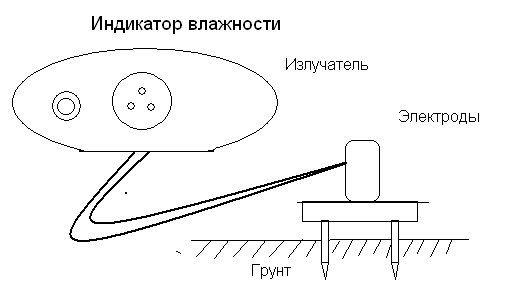 Индикатор влажности
Излучатель
Электроды
Грунт